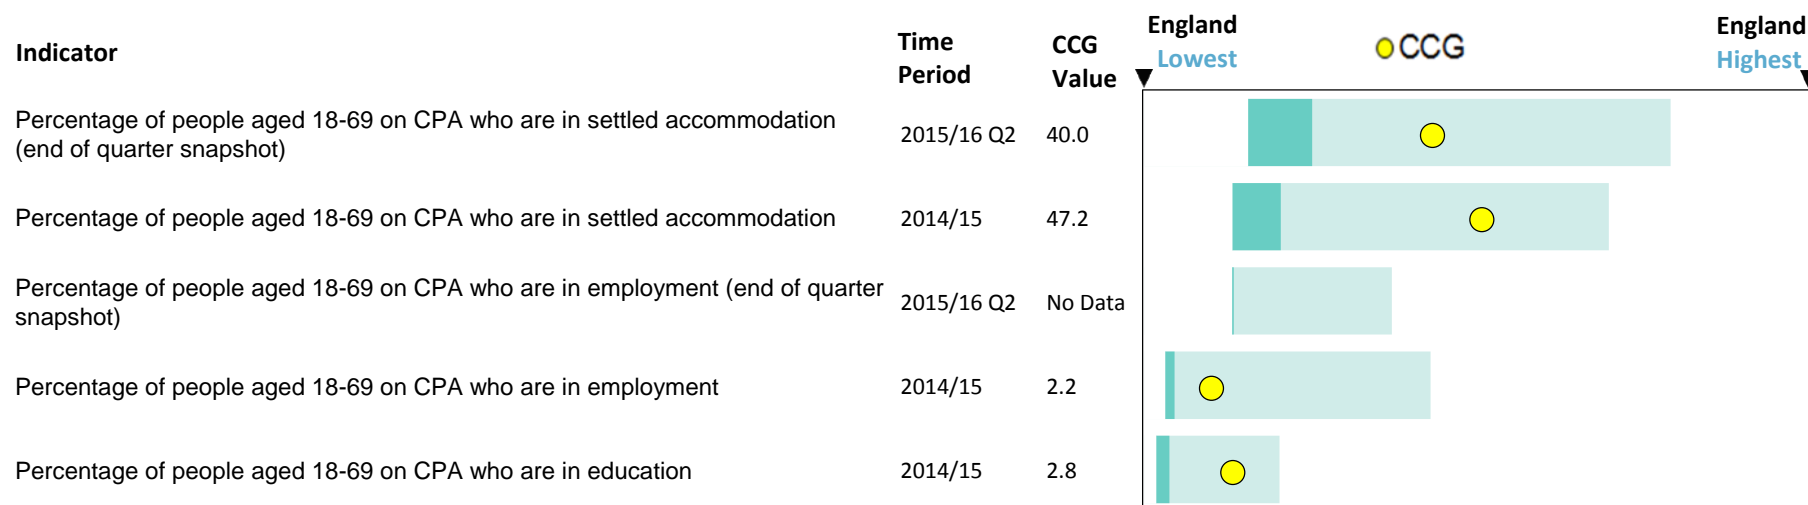 Indicator
Time
Period
CCG
Value
England
Lowest
CCG
England
Highest
Percentage of people aged 18-69 on CPA who are in settled accommodation
(end of quarter snapshot)
2015/16 Q2
40.0
Percentage of people aged 18-69 on CPA who are in settled accommodation
2014/15
47.2
Percentage of people aged 18-69 on CPA who are in employment (end of quarter
snapshot)
2015/16 Q2
No Data
Percentage of people aged 18-69 on CPA who are in employment
2014/15
2.2
Percentage of people aged 18-69 on CPA who are in education
2014/15
2.8